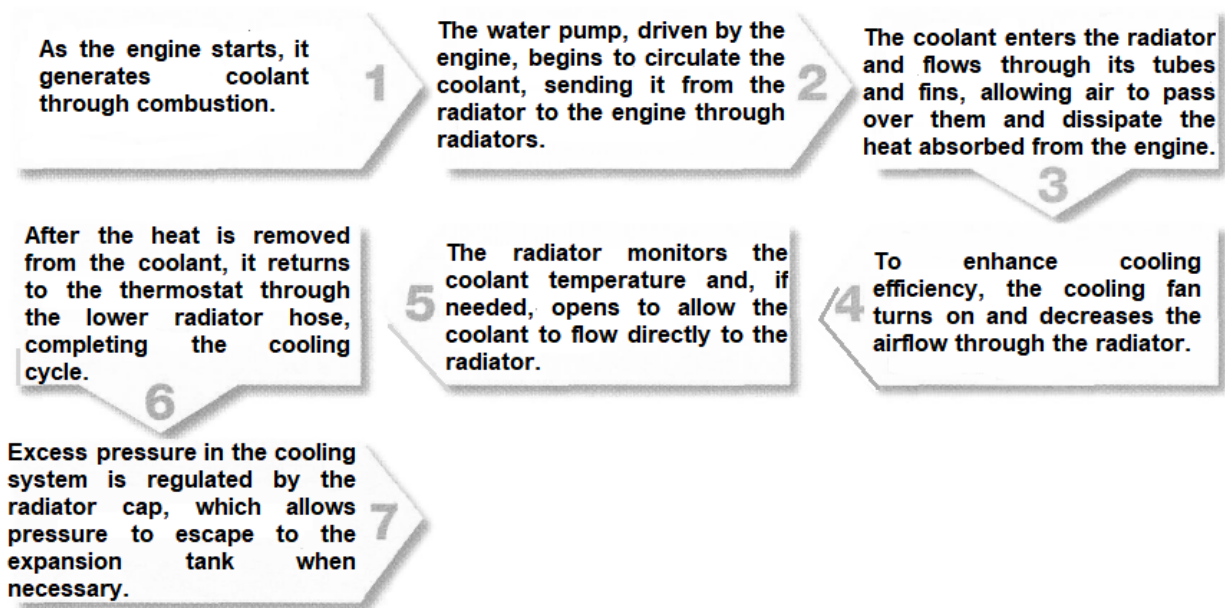 As the engine starts, it
generates coolant
through combustion.
1
The water pump, driven by the
engine, begins to circulate the
coolant, sending it from the
radiator to the engine through
radiators.
2
The coolant enters the radiator
and flows through its tubes
and fins, allowing air to pass
over them and dissipate the
heat absorbed from the engine.
3
To enhance cooling
efficiency, the cooling fan
turns on and decreases the
airflow through the radiator.
4
The radiator monitors the
coolant temperature and, if
needed, opens to allow the
coolant to flow directly to the
radiator.
5
After the heat is removed
from the coolant, it returns
to the thermostat through
the lower radiator hose,
completing the cooling
cycle.
6
Excess pressure in the cooling
system is regulated by the
radiator cap, which allows
pressure to escape to the
expansion tank when
necessary.
7